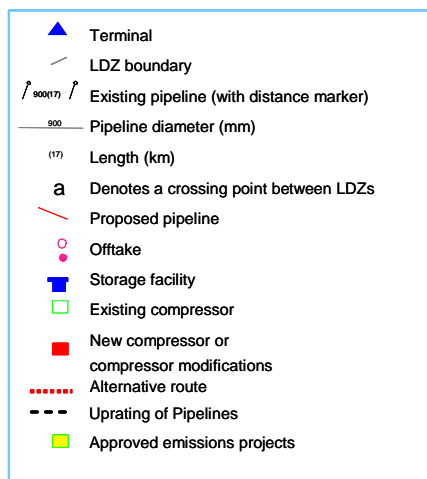 Terminal
LDZ boundary
900(17) Existing pipeline (with distance marker)
900 Pipeline diameter (mm)
(17) Length (km)
a Denotes a crossing point between LDZs
Proposed pipeline
Offtake
Storage facility
Existing compressor
New compressor or
compressor modifications
Alternative route
Uprating of Pipelines
Approved emissions projects